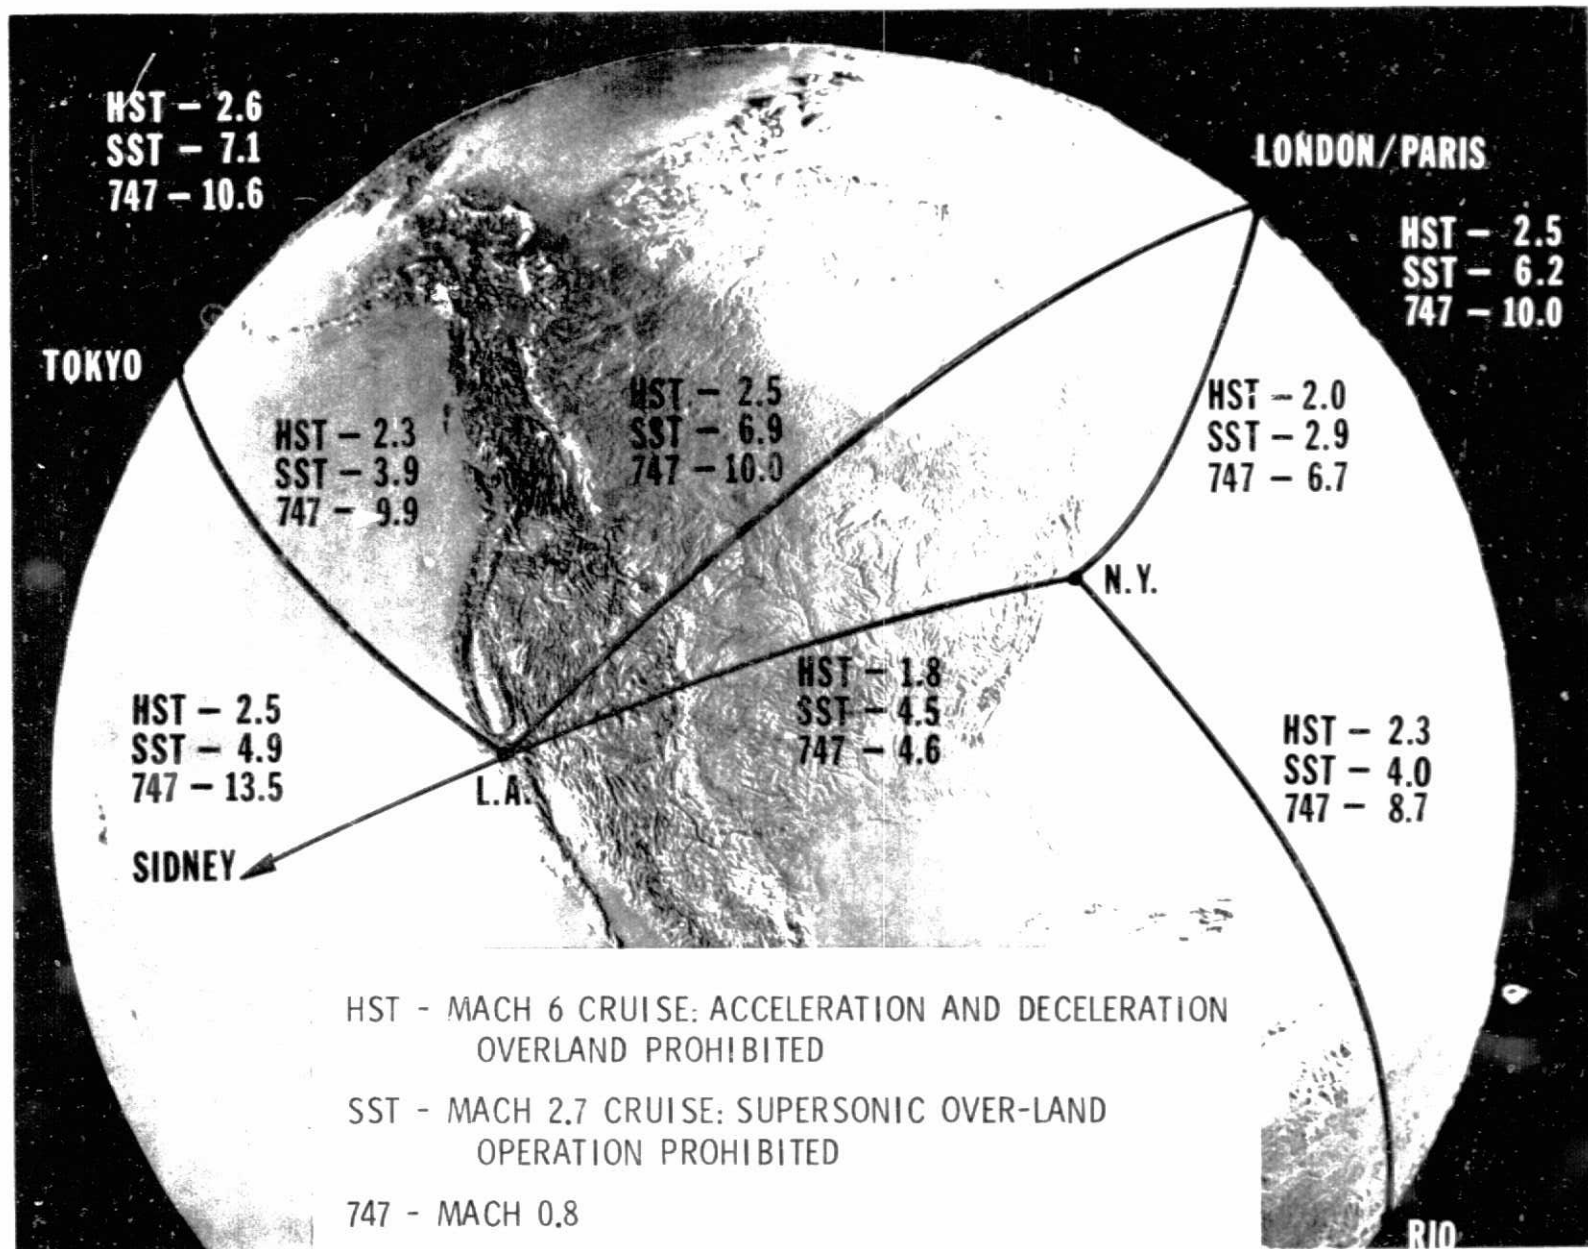 HST – 2.6
SST – 7.1
747 – 10.6
LONDON/PARIS
HST – 2.5
SST – 6.2
747 – 10.0
TOKYO
HST – 2.3
SST – 3.9
747 – 9.9
HST – 2.5
SST – 6.9
747 – 10.0
HST – 2.0
SST – 2.9
747 – 6.7
N.Y.
HST – 2.5
SST – 4.9
747 – 13.5
L.A.
SIDNEY
HST – 1.8
SST – 4.5
747 – 4.6
HST – 2.3
SST – 4.0
747 – 8.7
HST - MACH 6 CRUISE: ACCELERATION AND DECELERATION
OVERLAND PROHIBITED
SST - MACH 2.7 CRUISE: SUPERSONIC OVER-LAND
OPERATION PROHIBITED
747 - MACH 0.8
RIO